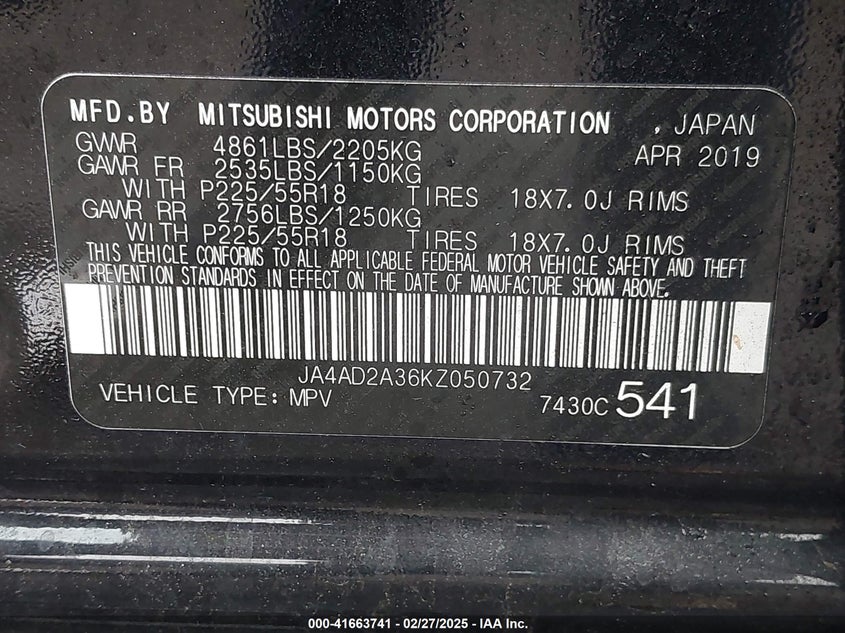 MFD.BY MITSUBISHI MOTORS CORPORATION , JAPAN
GVWR 4861LBS/2205KG APR 2019
GAWR FR 2535LBS/1150KG
WITH P225/55R18 TIRES 18X7.0J RIMS
GAWR RR 2756LBS/1250KG
WITH P225/55R18 TIRES 18X7.0J RIMS
THIS VEHICLE CONFORMS TO ALL APPLICABLE FEDERAL MOTOR VEHICLE SAFETY AND THEFT
PREVENTION STANDARDS IN EFFECT ON THE DATE OF MANUFACTURE SHOWN ABOVE.
JA4AD2A36KZ050732
VEHICLE TYPE: MPV 7430C 541
000-41663741 - 02/27/2025 - IAA Inc.